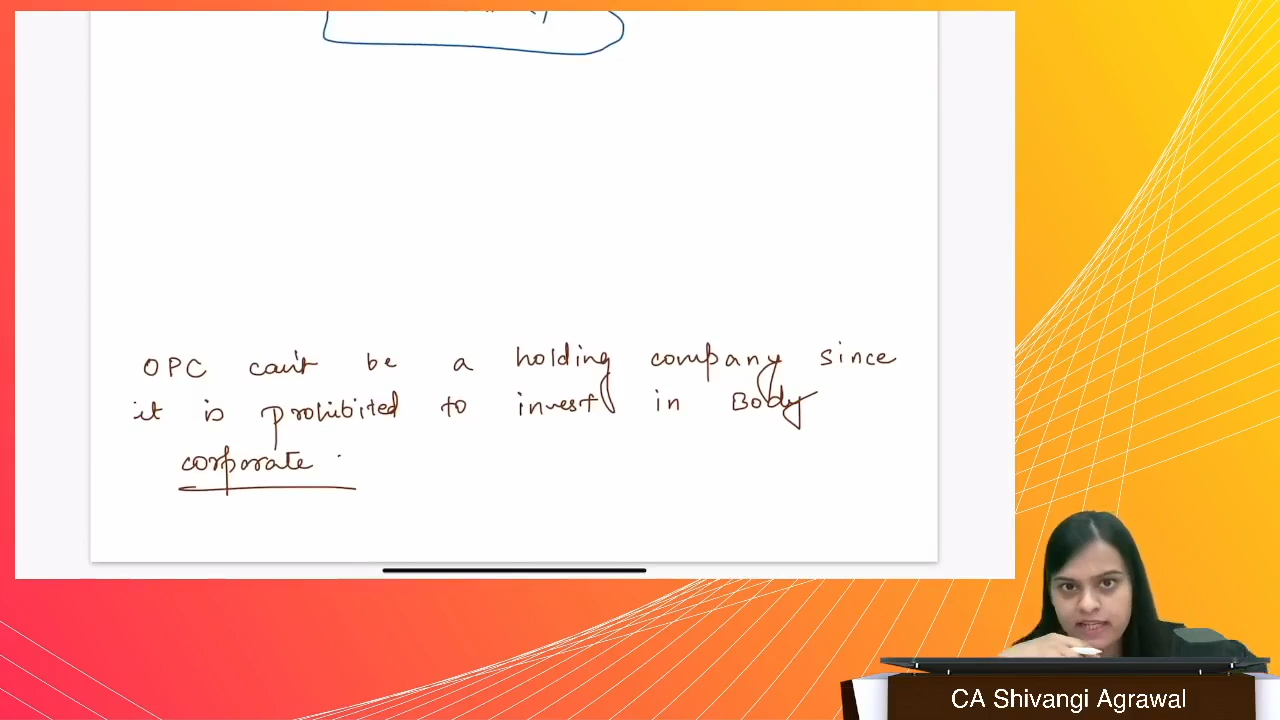 OPC can't be a holding company since
it is prohibited to invest in Body
corporate.
CA Shivangi Agrawal